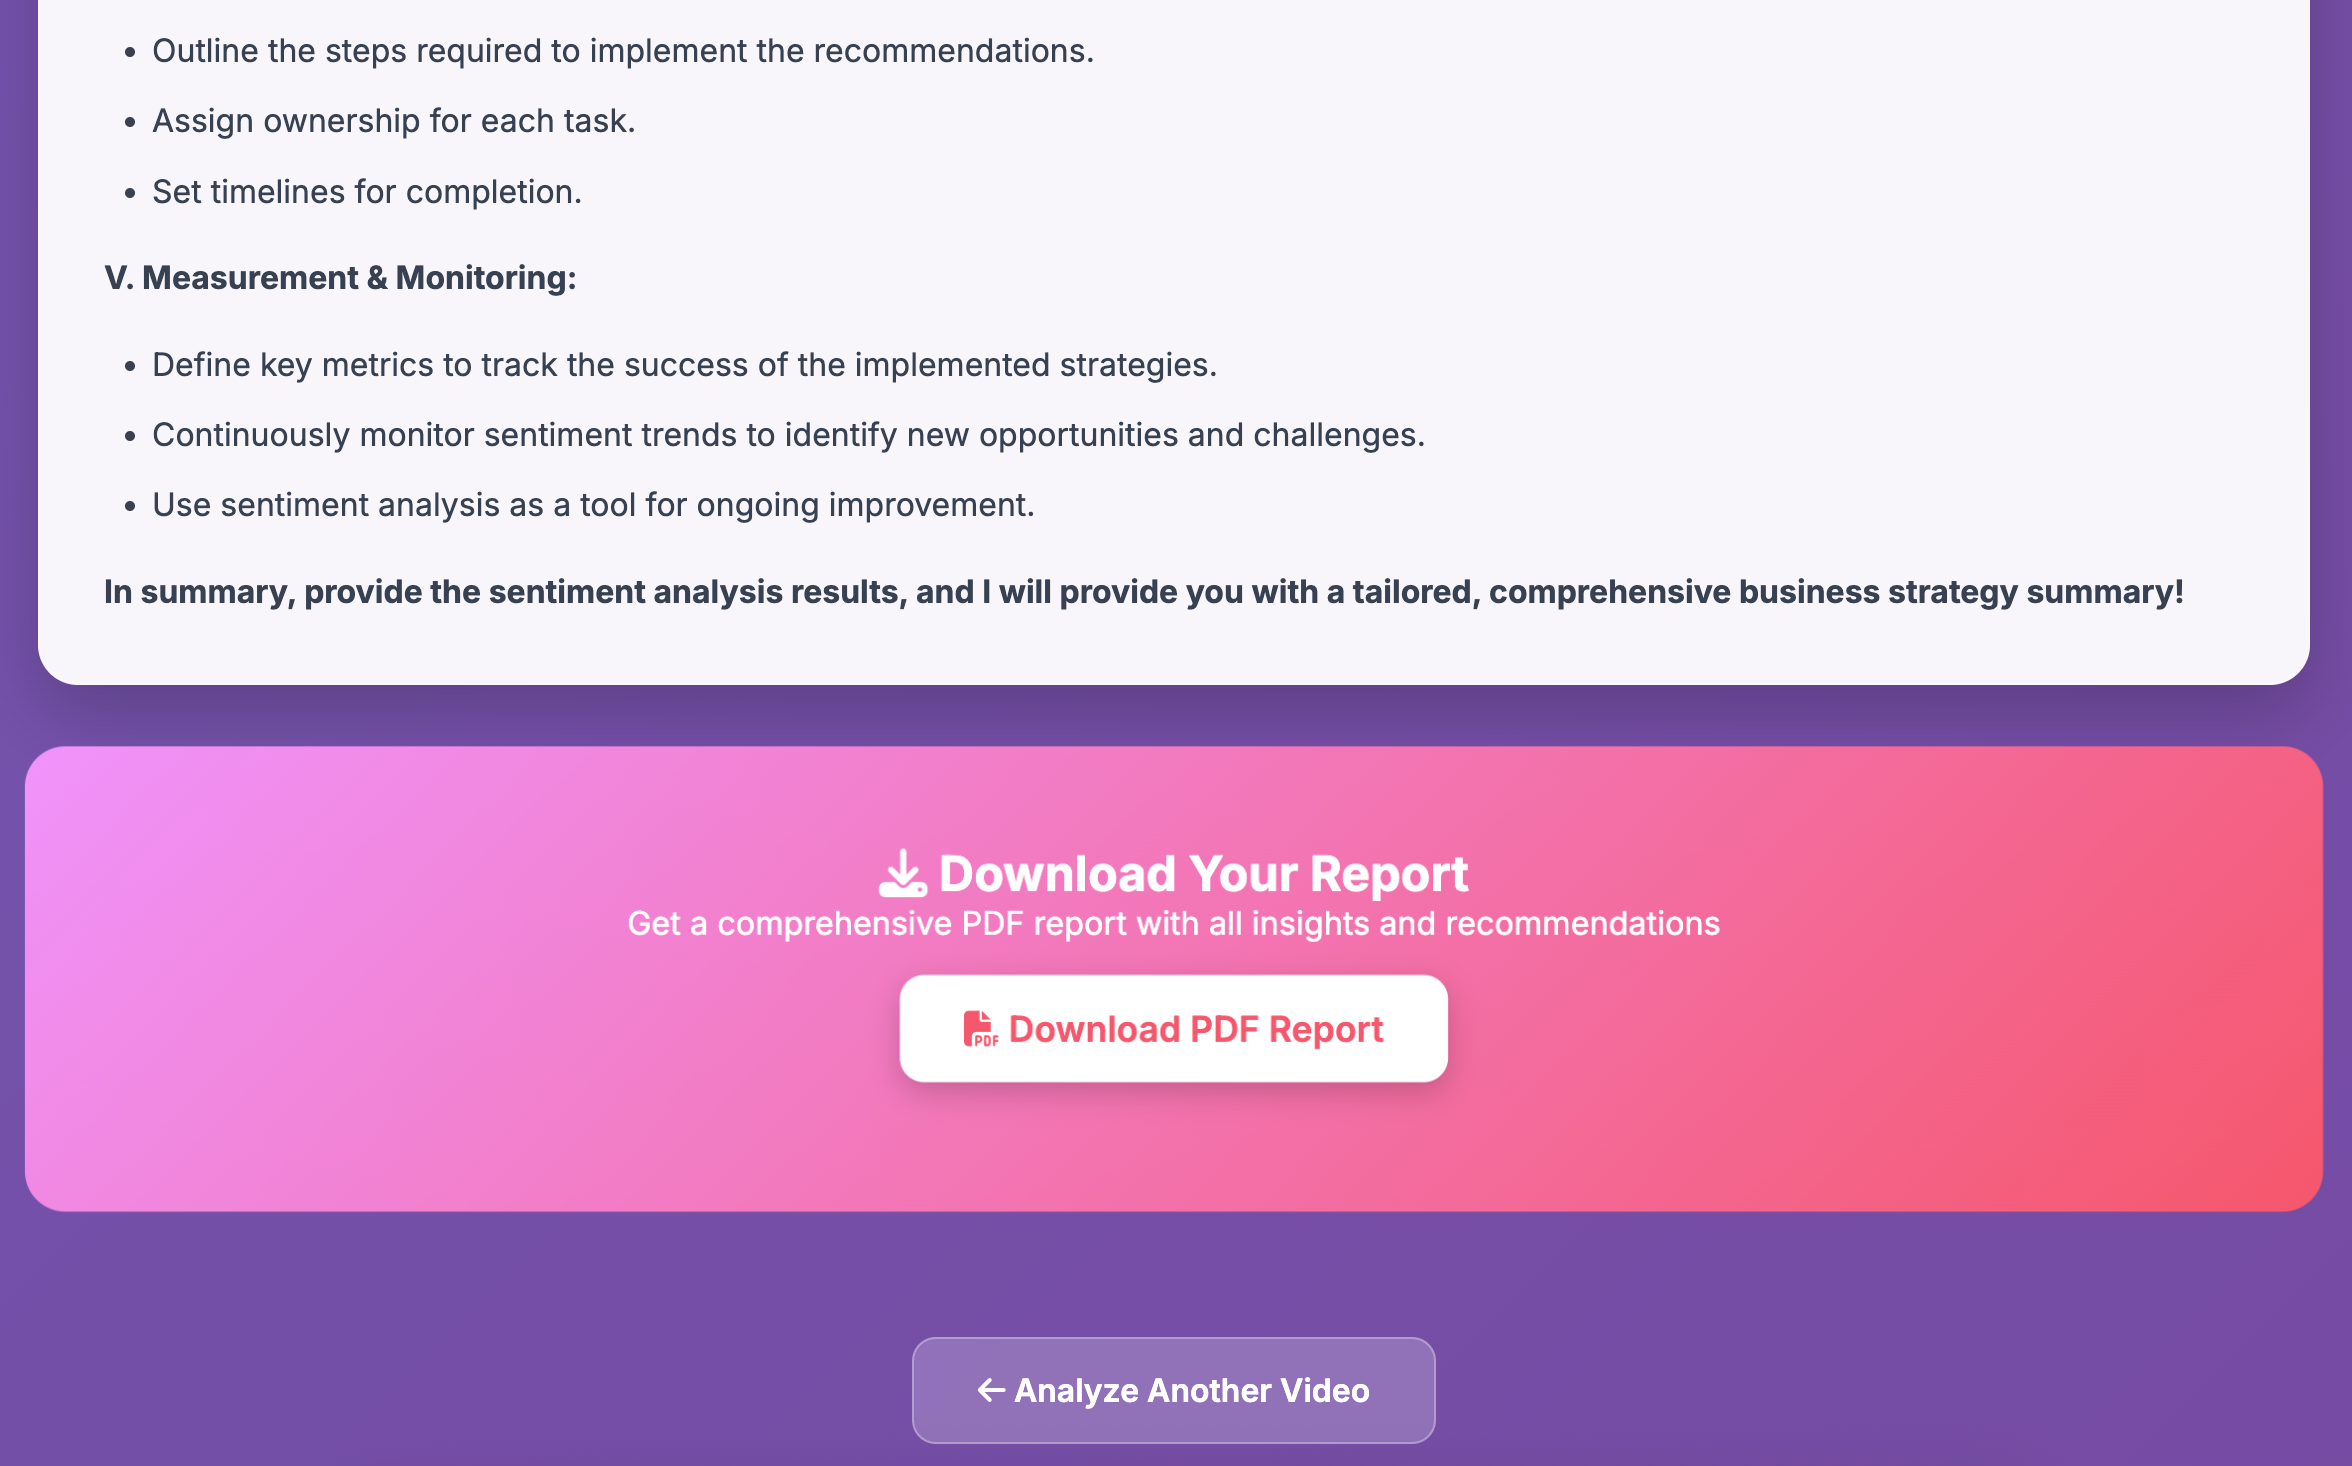 • Outline the steps required to implement the recommendations.
• Assign ownership for each task.
• Set timelines for completion.
V. Measurement & Monitoring:
• Define key metrics to track the success of the implemented strategies.
• Continuously monitor sentiment trends to identify new opportunities and challenges.
• Use sentiment analysis as a tool for ongoing improvement.
In summary, provide the sentiment analysis results, and I will provide you with a tailored, comprehensive business strategy summary!
Download Your Report
Get a comprehensive PDF report with all insights and recommendations
PDF Download PDF Report
← Analyze Another Video